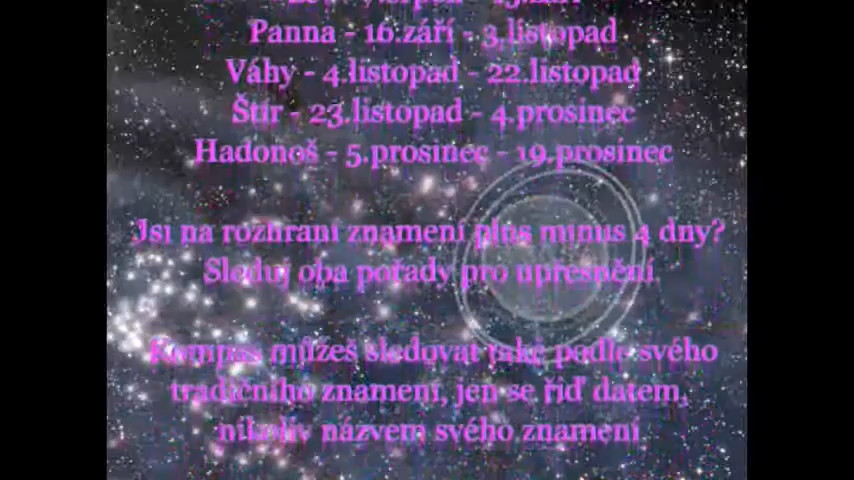 Panna - 16.září - 3.listopad
Váhy - 4.listopad - 22.listopad
Štír - 23.listopad - 4.prosinec
Hadonoš - 5.prosinec - 19.prosinec
Jsi na rozhraní znamení plus minus 4 dny?
Sleduj oba pořady pro upřesnění.
Kompas můžeš sledovat také podle svého
tradičního znamení, jen se řiď datem,
nikoliv názvem svého znamení.